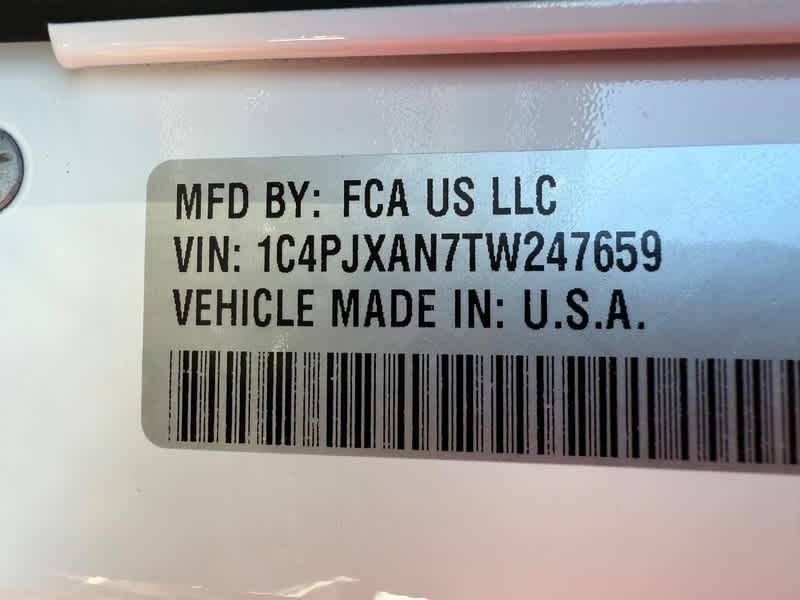 MFD BY: FCA US LLC
VIN: 1C4PJXAN7TW247659
VEHICLE MADE IN: U.S.A.